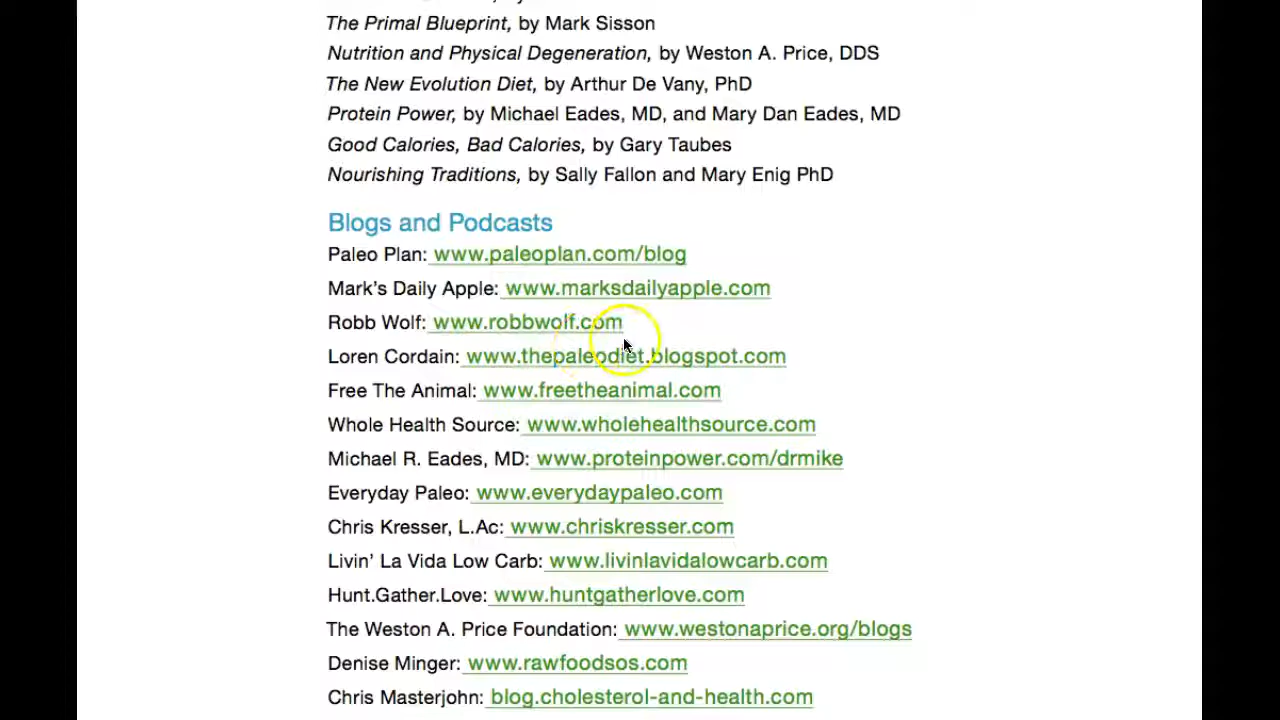 The Primal Blueprint, by Mark Sisson
Nutrition and Physical Degeneration, by Weston A. Price, DDS
The New Evolution Diet, by Arthur De Vany, PhD
Protein Power, by Michael Eades, MD, and Mary Dan Eades, MD
Good Calories, Bad Calories, by Gary Taubes
Nourishing Traditions, by Sally Fallon and Mary Enig PhD
Blogs and Podcasts
Paleo Plan: www.paleoplan.com/blog
Mark's Daily Apple: www.marksdailyapple.com
Robb Wolf: www.robbwolf.com
Loren Cordain: www.thepaleodiet.blogspot.com
Free The Animal: www.freetheanimal.com
Whole Health Source: www.wholehealthsource.com
Michael R. Eades, MD: www.proteinpower.com/drmike
Everyday Paleo: www.everydaypaleo.com
Chris Kresser, L.Ac: www.chriskresser.com
Livin' La Vida Low Carb: www.livinlavidalowcarb.com
Hunt.Gather.Love: www.huntgatherlove.com
The Weston A. Price Foundation: www.westonaprice.org/blogs
Denise Minger: www.rawfoodsos.com
Chris Masterjohn: blog.cholesterol-and-health.com